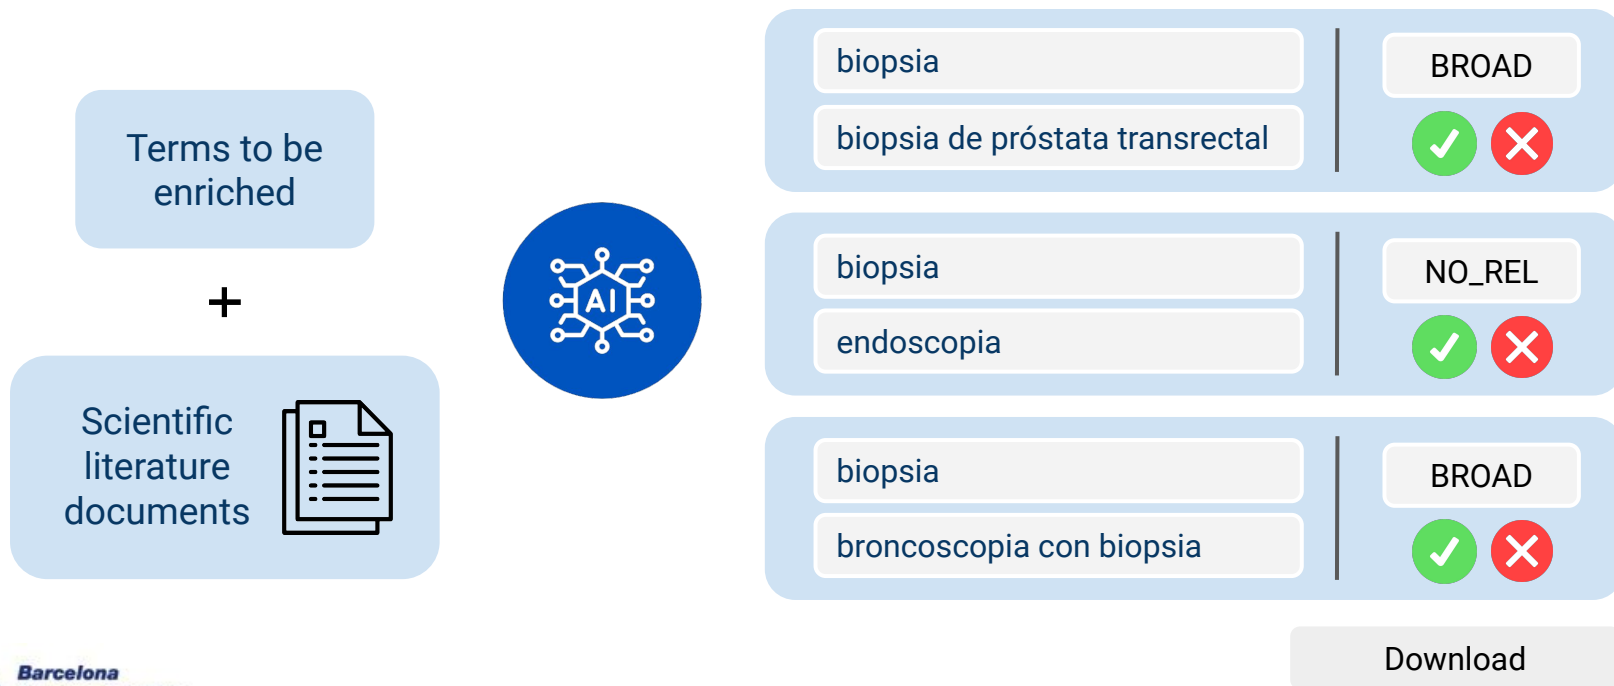 Terms to be
enriched
+
Scientific
literature
documents
AI
biopsia
biopsia de próstata transrectal
BROAD
biopsia
endoscopia
NO_REL
biopsia
broncoscopia con biopsia
BROAD
Download
Barcelona